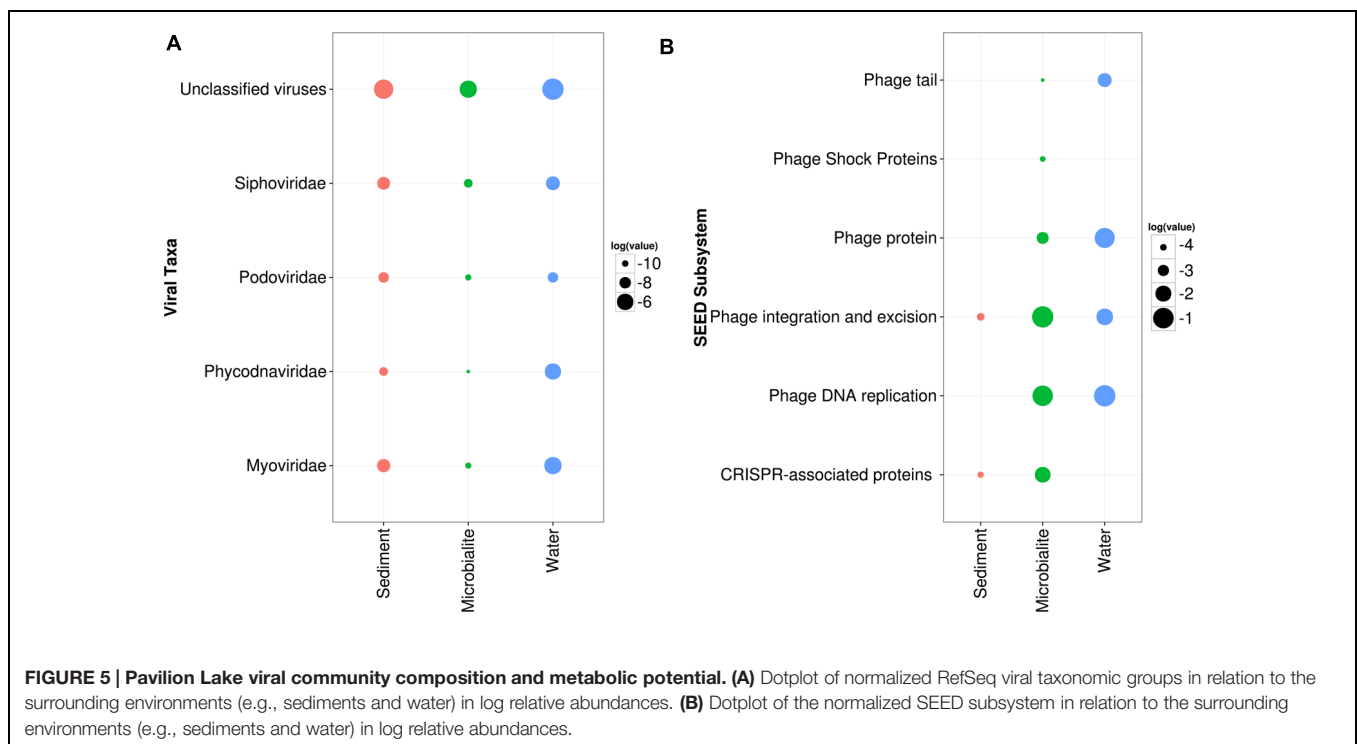 A
Viral Taxa
Unclassified viruses
Siphoviridae
Podoviridae
Phycodnaviridae
Myoviridae
Sediment
Microbialite
Water
log(value)
-10
-8
-6
B
SEED Subsystem
Phage tail
Phage Shock Proteins
Phage protein
Phage integration and excision
Phage DNA replication
CRISPR-associated proteins
Sediment
Microbialite
Water
log(value)
-4
-3
-2
-1
FIGURE 5 | Pavilion Lake viral community composition and metabolic potential. (A) Dotplot of normalized RefSeq viral taxonomic groups in relation to the
surrounding environments (e.g., sediments and water) in log relative abundances. (B) Dotplot of the normalized SEED subsystem in relation to the surrounding
environments (e.g., sediments and water) in log relative abundances.